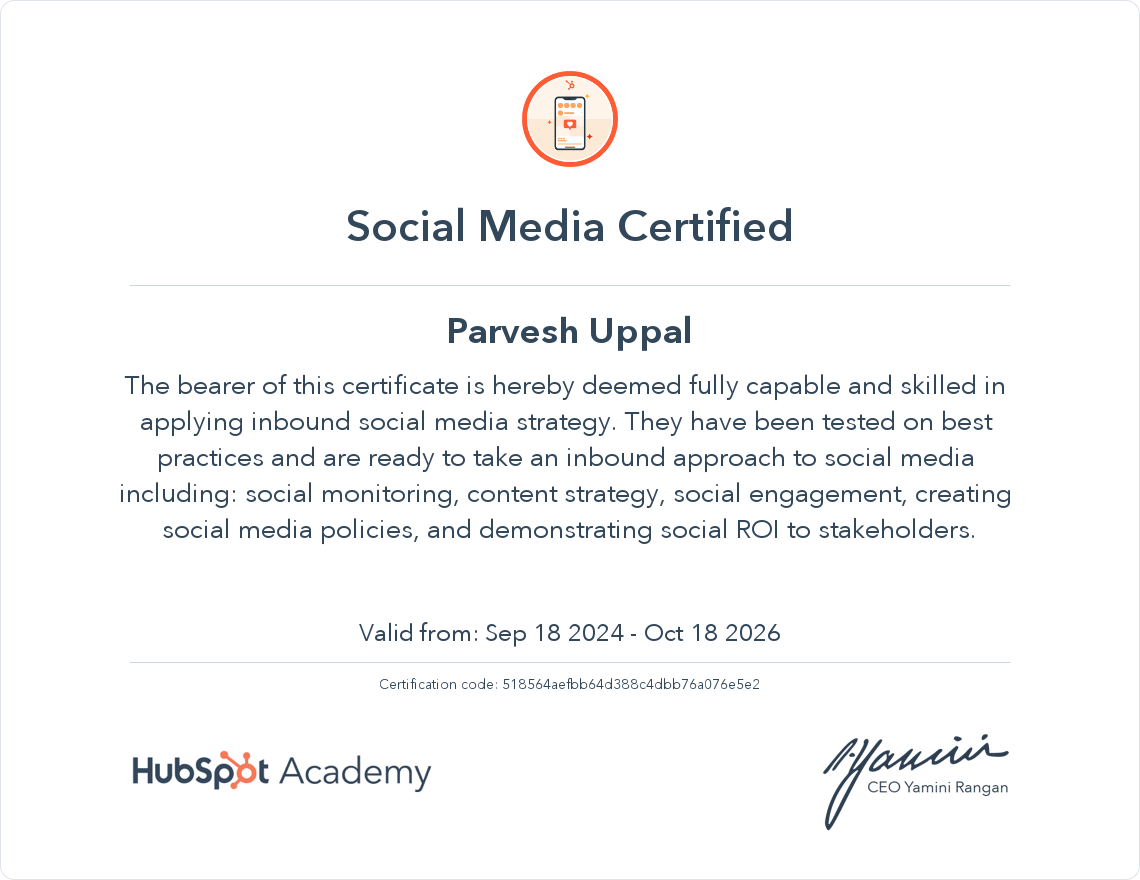 Social Media Certified
Parvesh Uppal
The bearer of this certificate is hereby deemed fully capable and skilled in
applying inbound social media strategy. They have been tested on best
practices and are ready to take an inbound approach to social media
including: social monitoring, content strategy, social engagement, creating
social media policies, and demonstrating social ROI to stakeholders.
Valid from: Sep 18 2024 - Oct 18 2026
Certification code: 518564aefbb64d388c4dbb76a076e5e2
HubSpot Academy
CEO Yamini Rangan